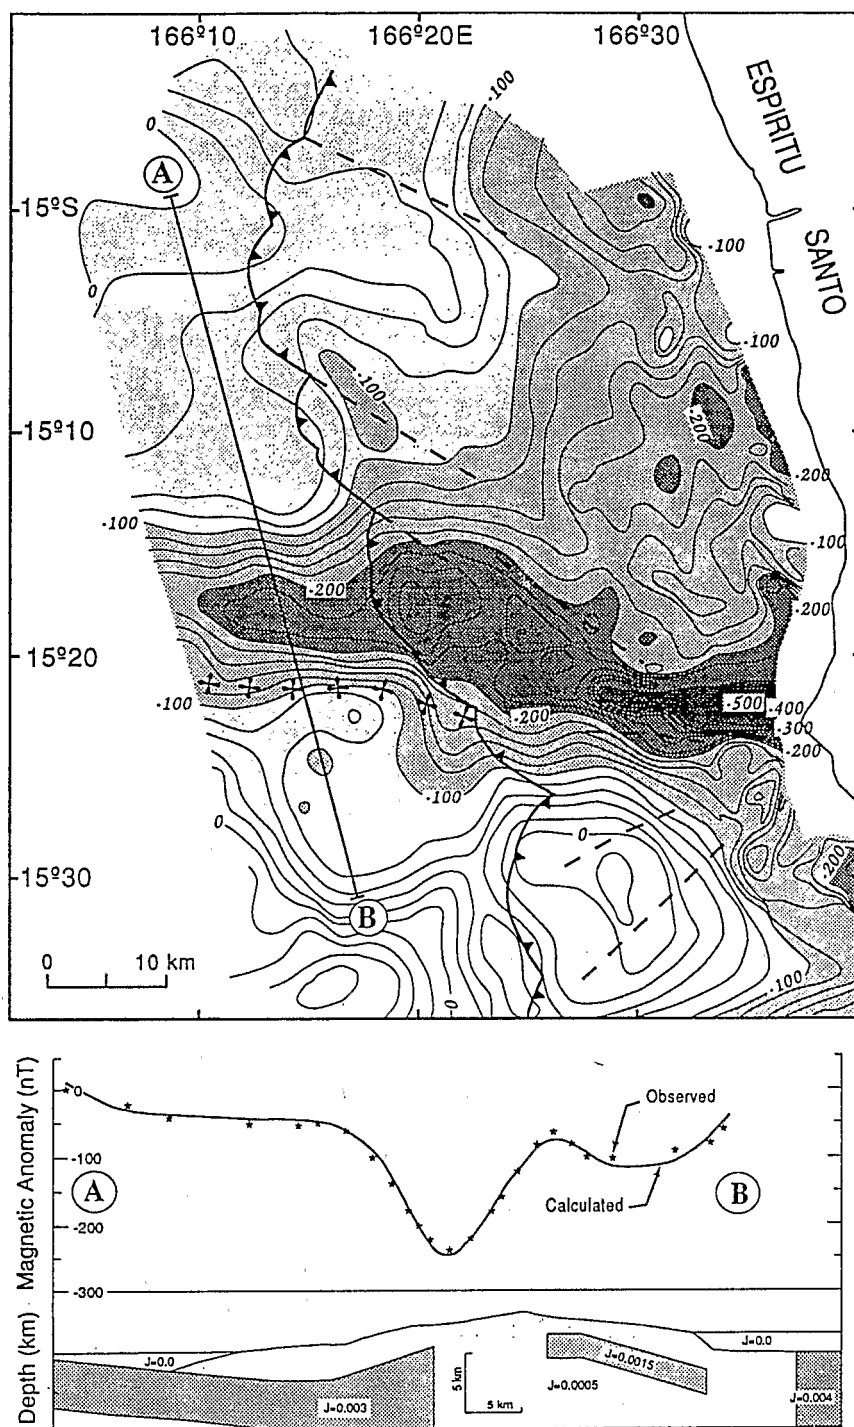 166º10 166º20E 166º30
ESPIRITU
SANTO
-100
0
A
15ºS
-100
0
-100
-100
15º10
-200
-200
-100
-100
-200
-200
15º20
-500 -400
-300
-200
-200
-100
-100
0
0
-200
15º30
B
0 10 km
-100
0
Magnetic Anomaly (nT)
0
-100
-200
-300
Observed
Calculated
A
B
Depth (km)
J=0.0
J=0.003
5 km
5 km
J=0.0005
J=0.0015
J=0.0
J=0.004